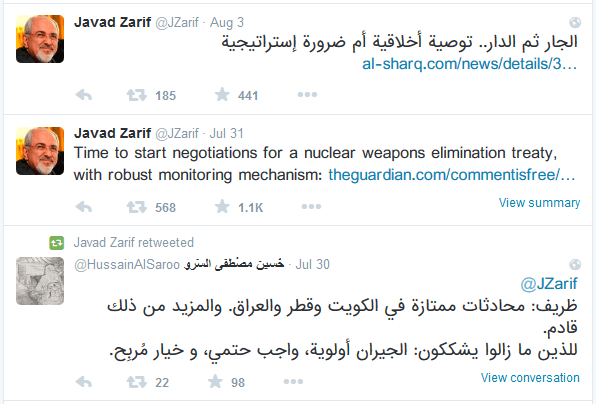 Javad Zarif @JZarif · Aug 3
الجار ثم الدار.. توصية أخلاقية أم ضرورة إستراتيجية
al-sharq.com/news/details/3…
185 441
Javad Zarif @JZarif · Jul 31
Time to start negotiations for a nuclear weapons elimination treaty,
with robust monitoring mechanism: theguardian.com/commentisfree/…
568 1.1K View summary
Javad Zarif retweeted
@HussainAlSaroo حُسين مصطفى السَرو · Jul 30
@JZarif
ظريف: محادثات ممتازة في الكويت وقطر والعراق. والمزيد من ذلك
قادم.
للذين ما زالوا يشككون: الجيران أولوية، واجب حتمي، و خيار مُربِح.
22 98 View conversation